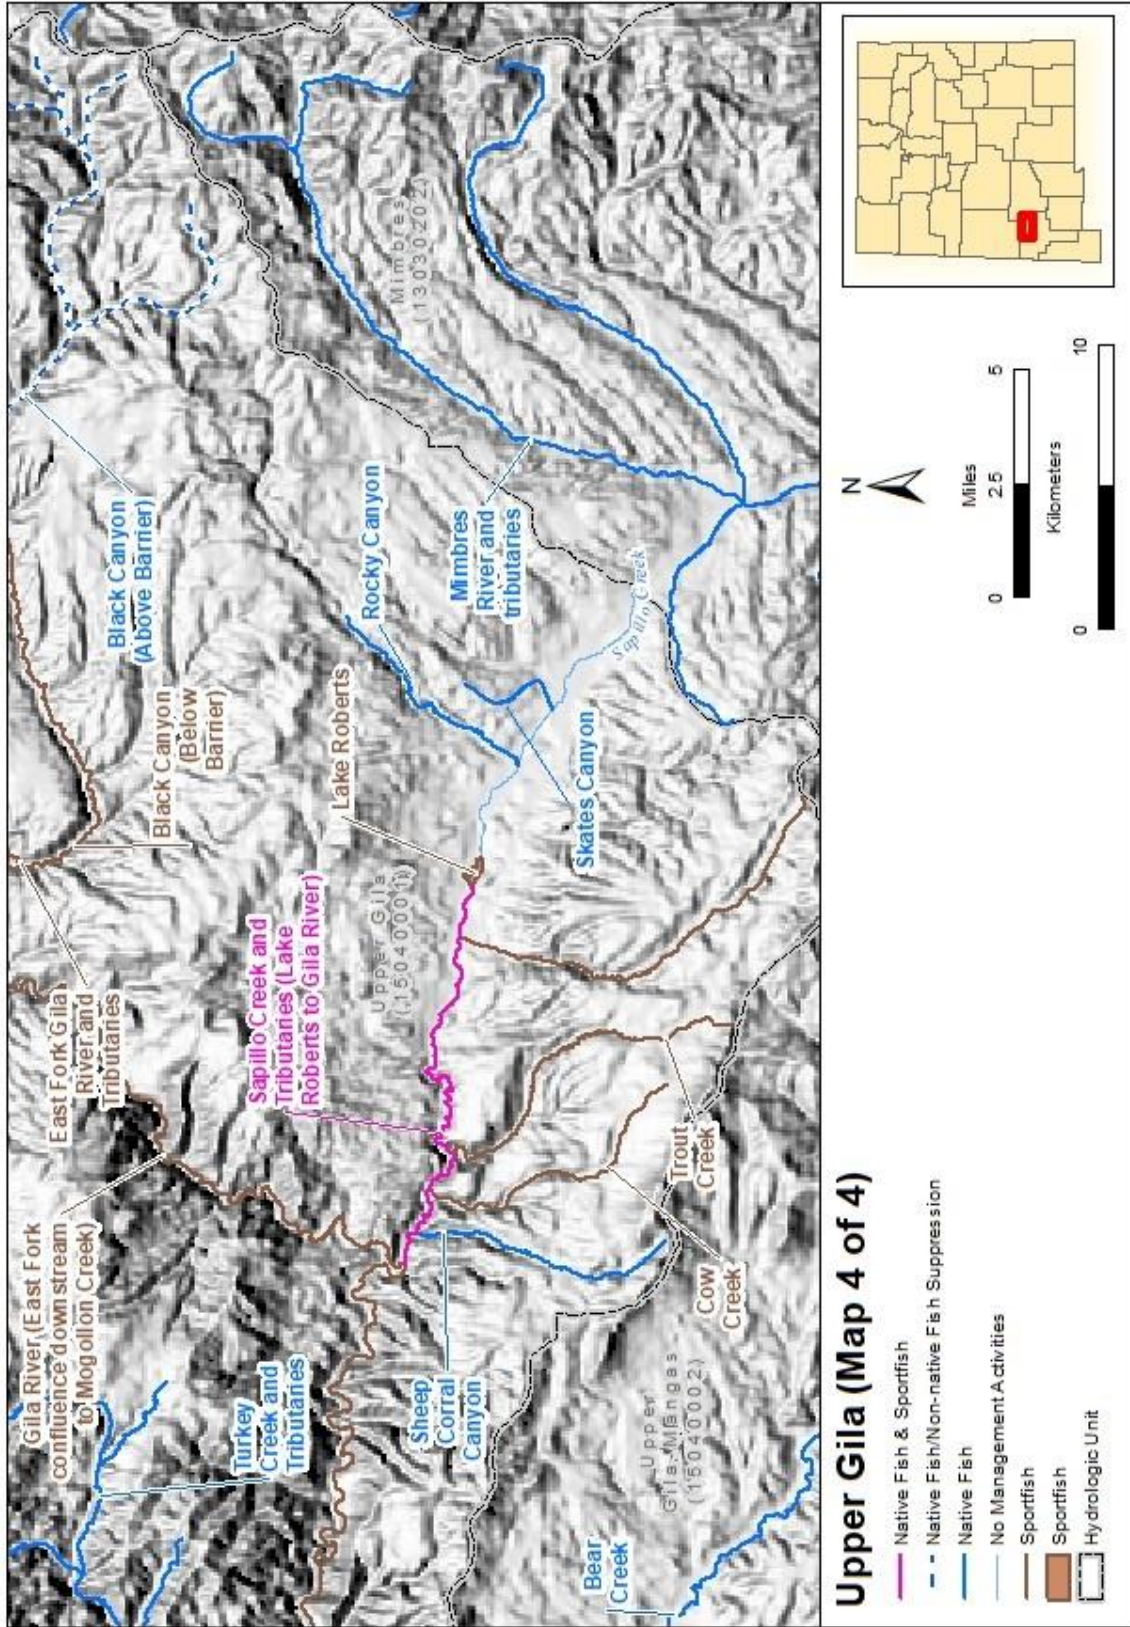 Gila River (East Fork
confluence downstream
to Mogollon Creek)
East Fork Gila
River and
Tributaries
Black Canyon
(Below
Barrier)
Black Canyon
(Above Barrier)
Turkey
Creek and
Tributaries
Sapillo Creek and
Tributaries (Lake
Roberts to Gila River)
Lake Roberts
Rocky Canyon
Mimbres
(13030202)
Upper Gila
(15040001)
Sheep
Corral
Canyon
Mimbres
River and
tributaries
Skates Canyon
Sapillo Creek
Bear
Creek
Upper
Gila-Mangas
(15040002)
Cow
Creek
Trout
Creek
Upper Gila (Map 4 of 4)
Native Fish & Sportfish
Native Fish/Non-native Fish Suppression
Native Fish
No Management Activities
Sportfish
Sportfish
Hydrologic Unit
N
Miles
0 2.5 5
Kilometers
0 10